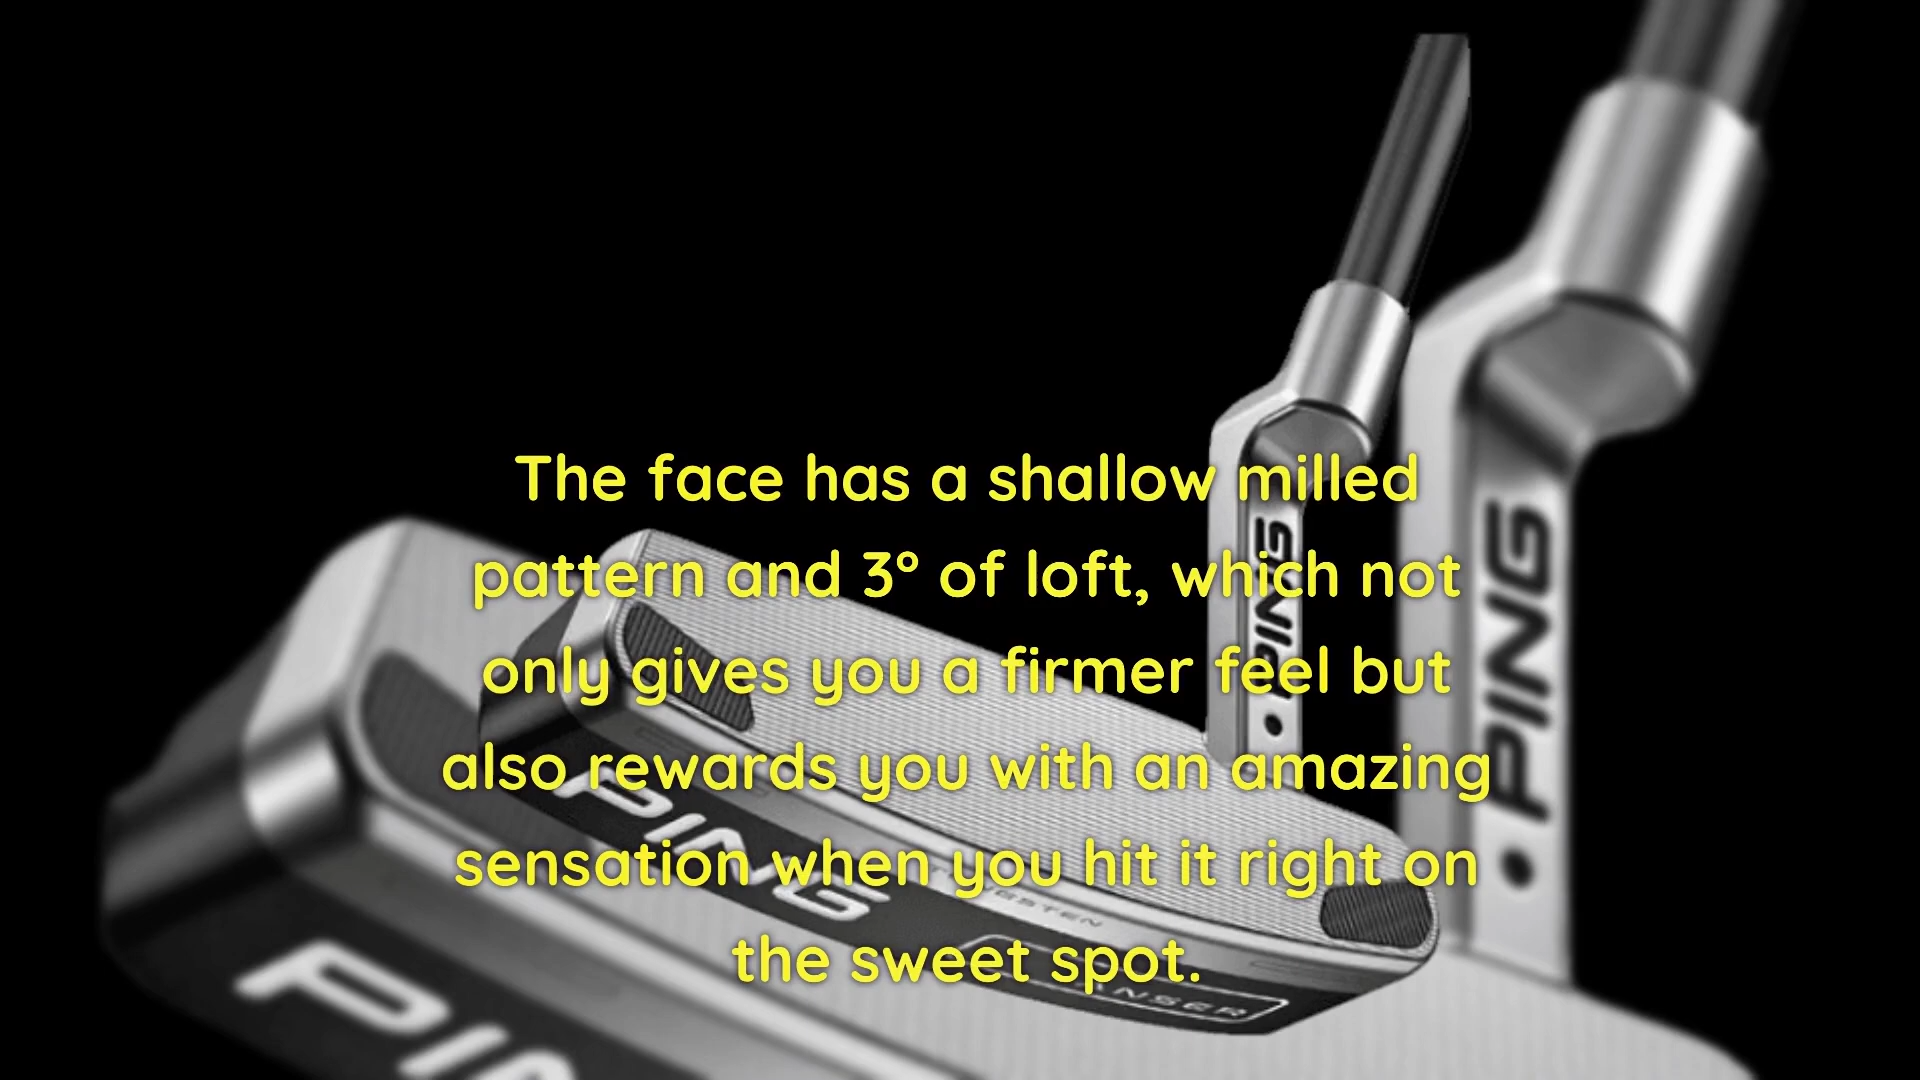 The face has a shallow milled
pattern and 3° of loft, which not
only gives you a firmer feel but
also rewards you with an amazing
sensation when you hit it right on
the sweet spot.
PING
PING
PING
PING
ANSER